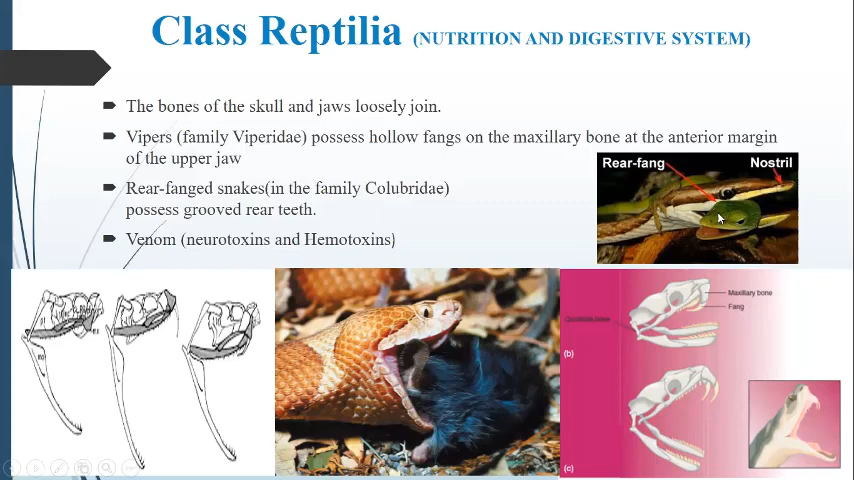 Class Reptilia (NUTRITION AND DIGESTIVE SYSTEM)
The bones of the skull and jaws loosely join.
Vipers (family Viperidae) possess hollow fangs on the maxillary bone at the anterior margin
of the upper jaw
Rear-fanged snakes(in the family Colubridae)
possess grooved rear teeth.
Venom (neurotoxins and Hemotoxins)
Rear-fang
Nostril
Maxillary bone
Fang
(b)
(c)